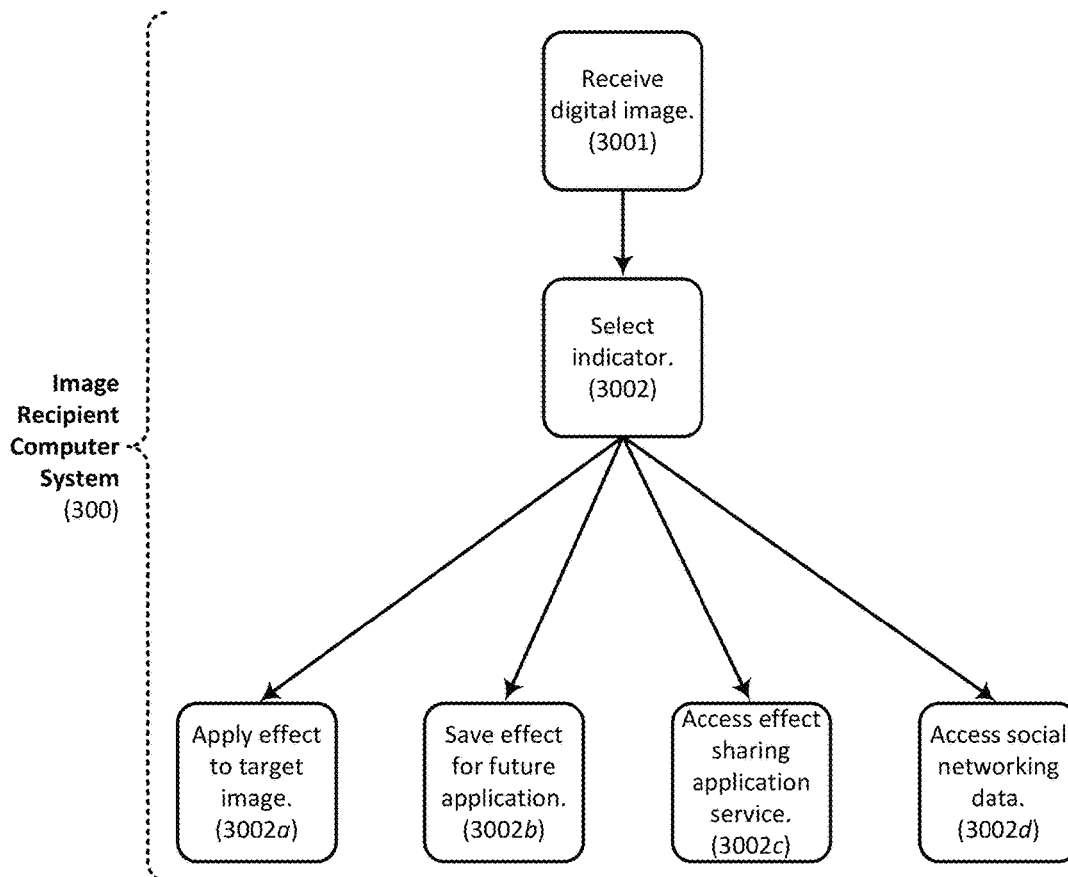 Receive
digital image.
(3001)
Select
indicator.
(3002)
Image
Recipient
Computer
System
(300)
Apply effect
to target
image.
(3002a)
Save effect
for future
application.
(3002b)
Access effect
sharing
application
service.
(3002c)
Access social
networking
data.
(3002d)